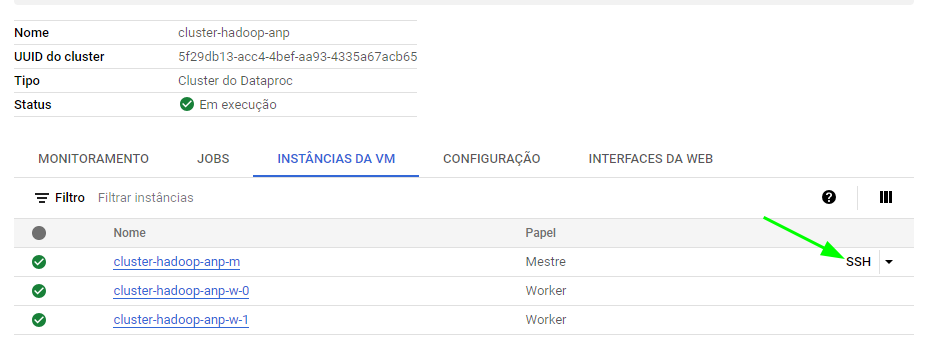 Nome cluster-hadoop-anp
UUID do cluster 5f29db13-acc4-4bef-aa93-4335a67acb65
Tipo Cluster do Dataproc
Status Em execução
MONITORAMENTO JOBS INSTÂNCIAS DA VM CONFIGURAÇÃO INTERFACES DA WEB
Filtro Filtrar instâncias ?
Nome Papel
cluster-hadoop-anp-m Mestre SSH
cluster-hadoop-anp-w-0 Worker
cluster-hadoop-anp-w-1 Worker